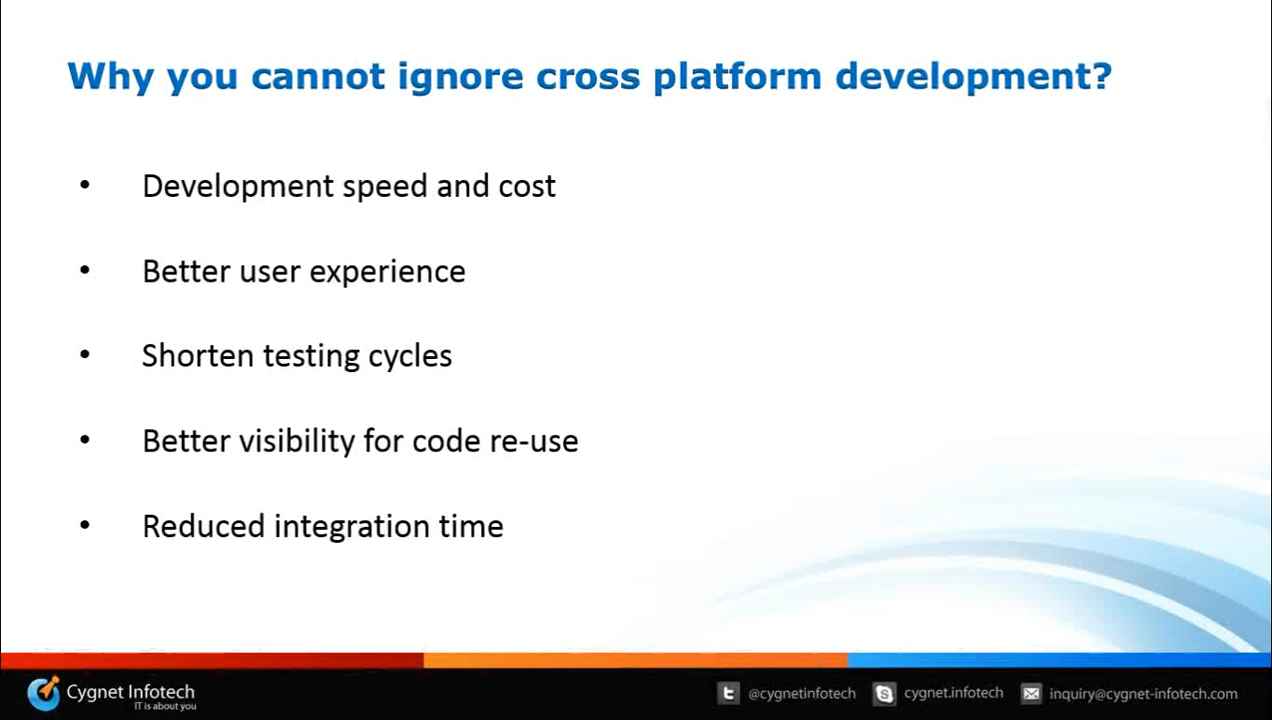 Why you cannot ignore cross platform development?
• Development speed and cost
• Better user experience
• Shorten testing cycles
• Better visibility for code re-use
• Reduced integration time
Cygnet Infotech
IT is about you
@cygnetinfotech
cygnet.infotech
inquiry@cygnet-infotech.com